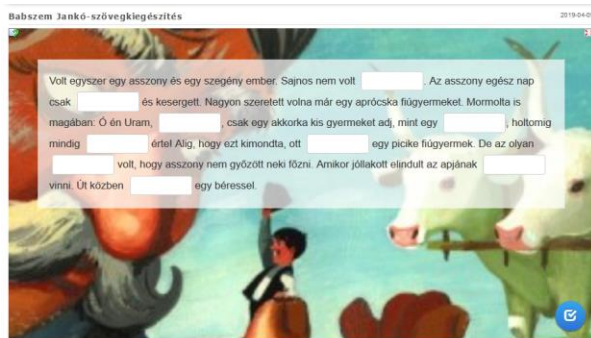 Babszem Jankó-szövegkiegészítés
2019-04-0
Volt egyszer egy asszony és egy szegény ember. Sajnos nem volt . Az asszony egész nap
csak és kesergett. Nagyon szeretett volna már egy aprócska fiúgyermeket. Mormolta is
magában: Ó én Uram, , csak egy akkorka kis gyermeket adj, mint egy , holtomig
mindig érte! Alig, hogy ezt kimondta, ott egy picike fiúgyermek. De az olyan
volt, hogy asszony nem győzött neki főzni. Amikor jóllakott elindult az apjának
vinni. Út közben egy béressel.